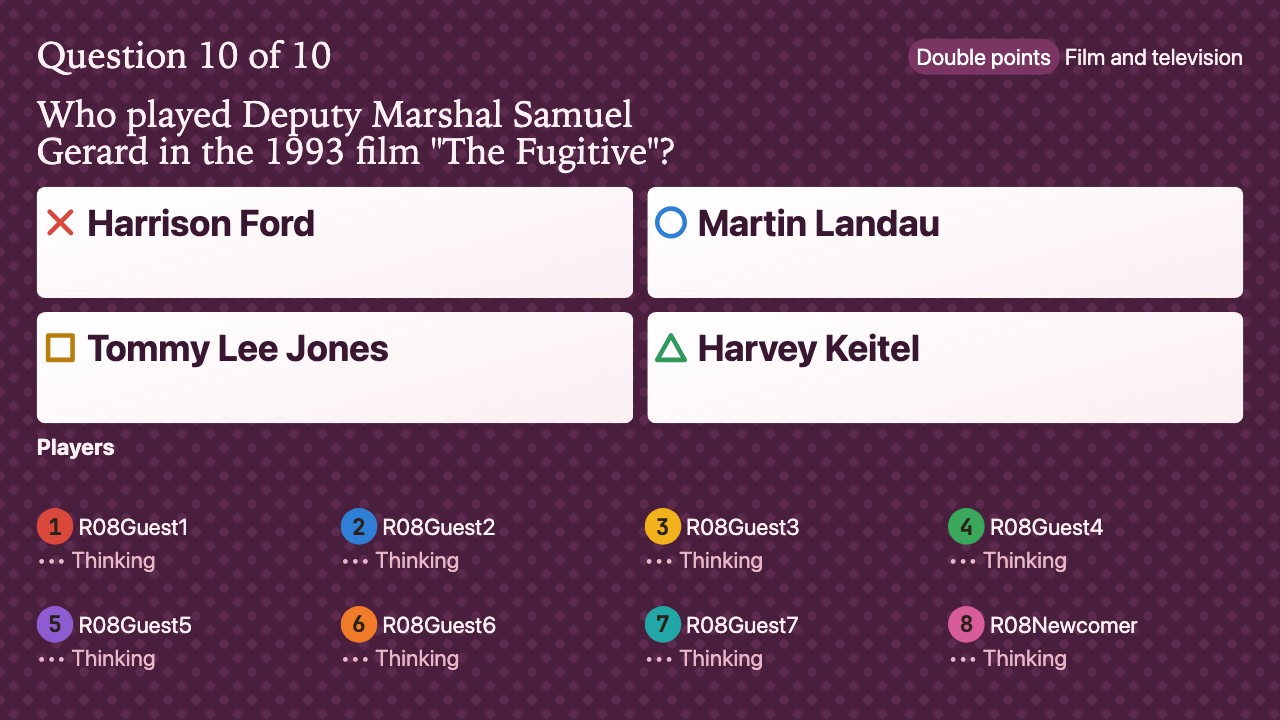 Question 10 of 10
Double points Film and television
Who played Deputy Marshal Samuel
Gerard in the 1993 film "The Fugitive"?
Harrison Ford
Martin Landau
Tommy Lee Jones
Harvey Keitel
Players
1 R08Guest1
Thinking
2 R08Guest2
Thinking
3 R08Guest3
Thinking
4 R08Guest4
Thinking
5 R08Guest5
Thinking
6 R08Guest6
Thinking
7 R08Guest7
Thinking
8 R08Newcomer
Thinking